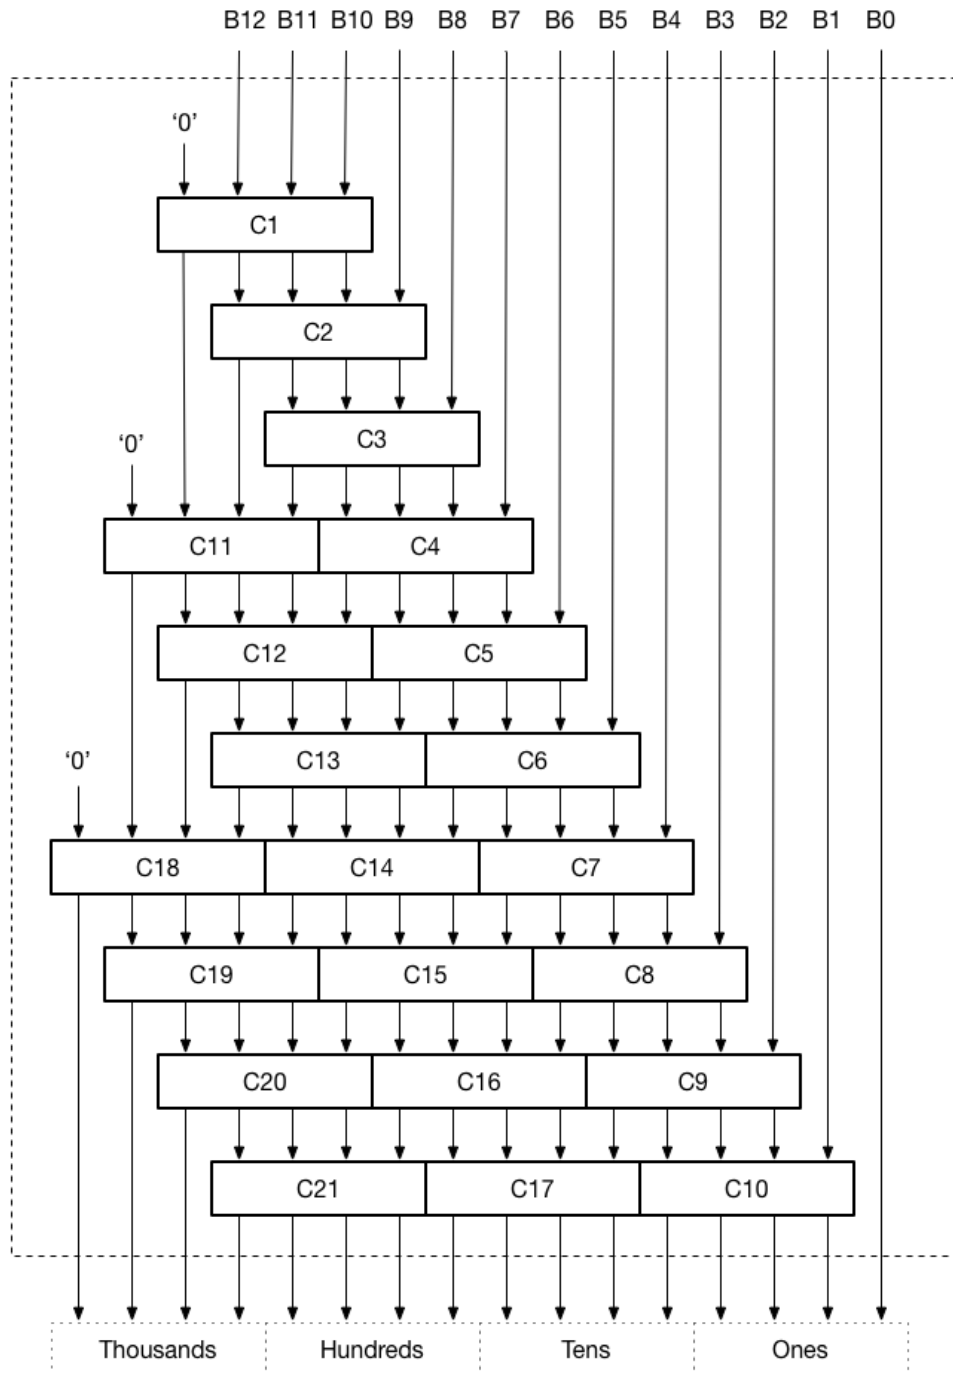 B12 B11 B10 B9 B8 B7 B6 B5 B4 B3 B2 B1 B0
‘0’
C1
C2
C3
‘0’
C11 C4
C12 C5
‘0’
C13 C6
C18 C14 C7
C19 C15 C8
C20 C16 C9
C21 C17 C10
Thousands Hundreds Tens Ones